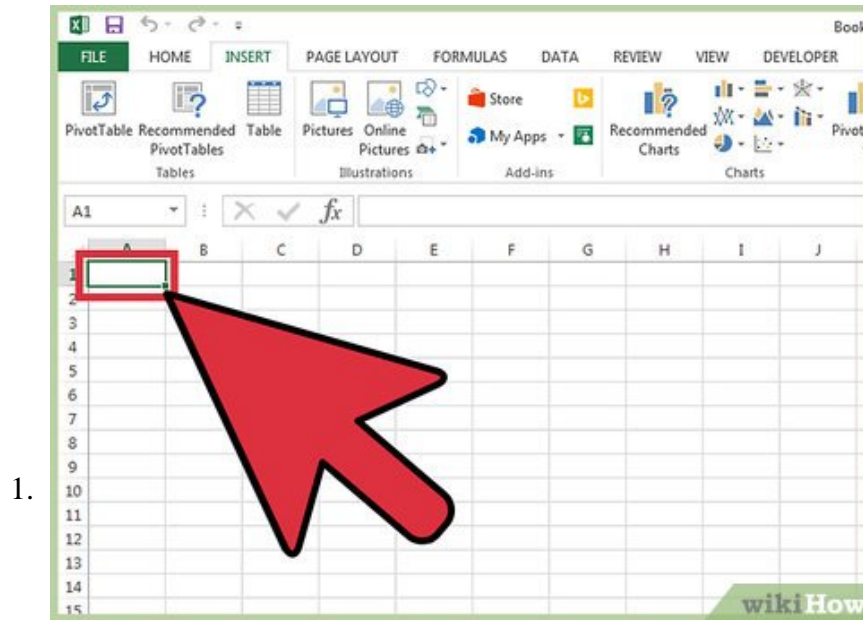 Book
FILE HOME INSERT PAGE LAYOUT FORMULAS DATA REVIEW VIEW DEVELOPER
PivotTable Recommended PivotTables Table Pictures Online Pictures Store My Apps Recommended Charts Pivot
Tables Illustrations Add-ins Charts
A1 fx
A B C D E F G H I J
1
2
3
4
5
6
7
8
9
1. 10
11
12
13
14
15
wikiHow